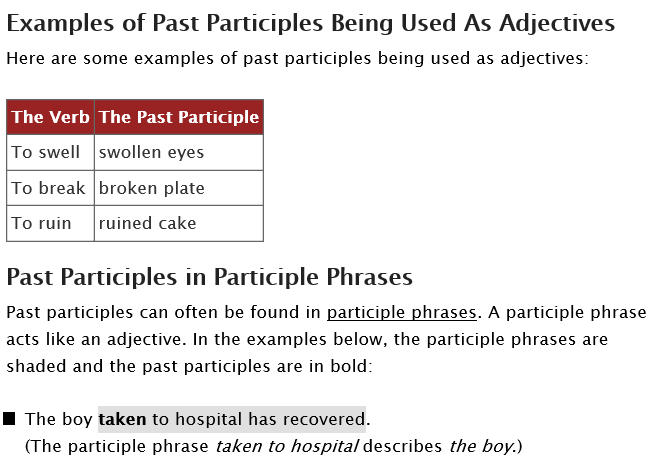 Examples of Past Participles Being Used As Adjectives
Here are some examples of past participles being used as adjectives:
The Verb The Past Participle
To swell swollen eyes
To break broken plate
To ruin ruined cake
Past Participles in Participle Phrases
Past participles can often be found in participle phrases. A participle phrase
acts like an adjective. In the examples below, the participle phrases are
shaded and the past participles are in bold:
The boy taken to hospital has recovered.
(The participle phrase taken to hospital describes the boy.)